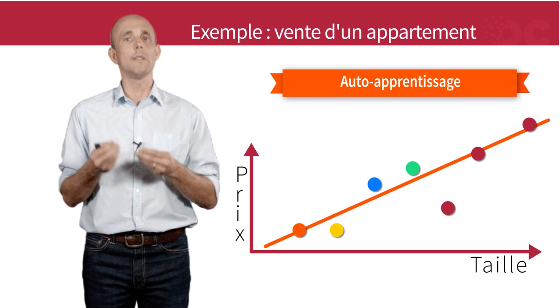 Exemple : vente d'un appartement
Auto-apprentissage
Prix
Taille